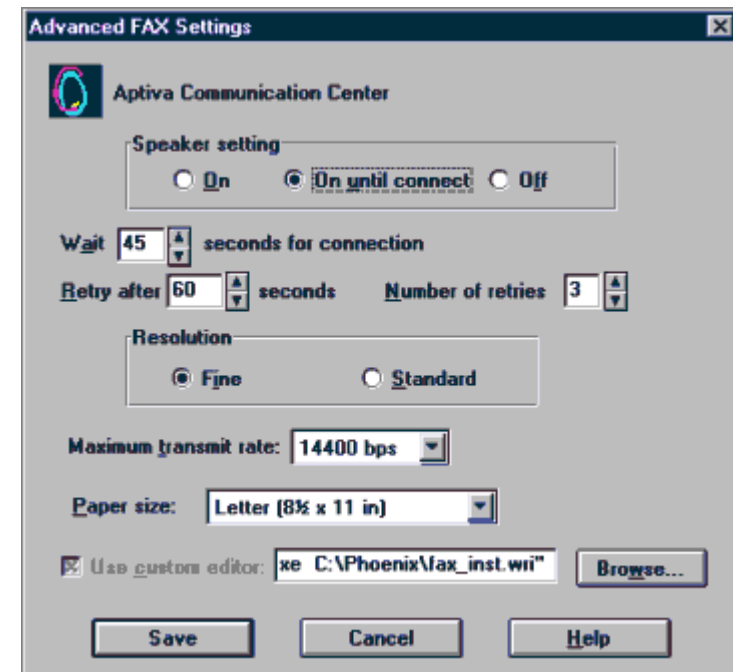 Advanced FAX Settings
Aptiva Communication Center
Speaker setting
On On until connect Off
Wait 45 seconds for connection
Retry after 60 seconds Number of retries 3
Resolution
Fine Standard
Maximum transmit rate: 14400 bps
Paper size: Letter (8½ x 11 in)
Use custom editor: xe C:\Phoenix\fax_inst.wri" Browse...
Save Cancel Help